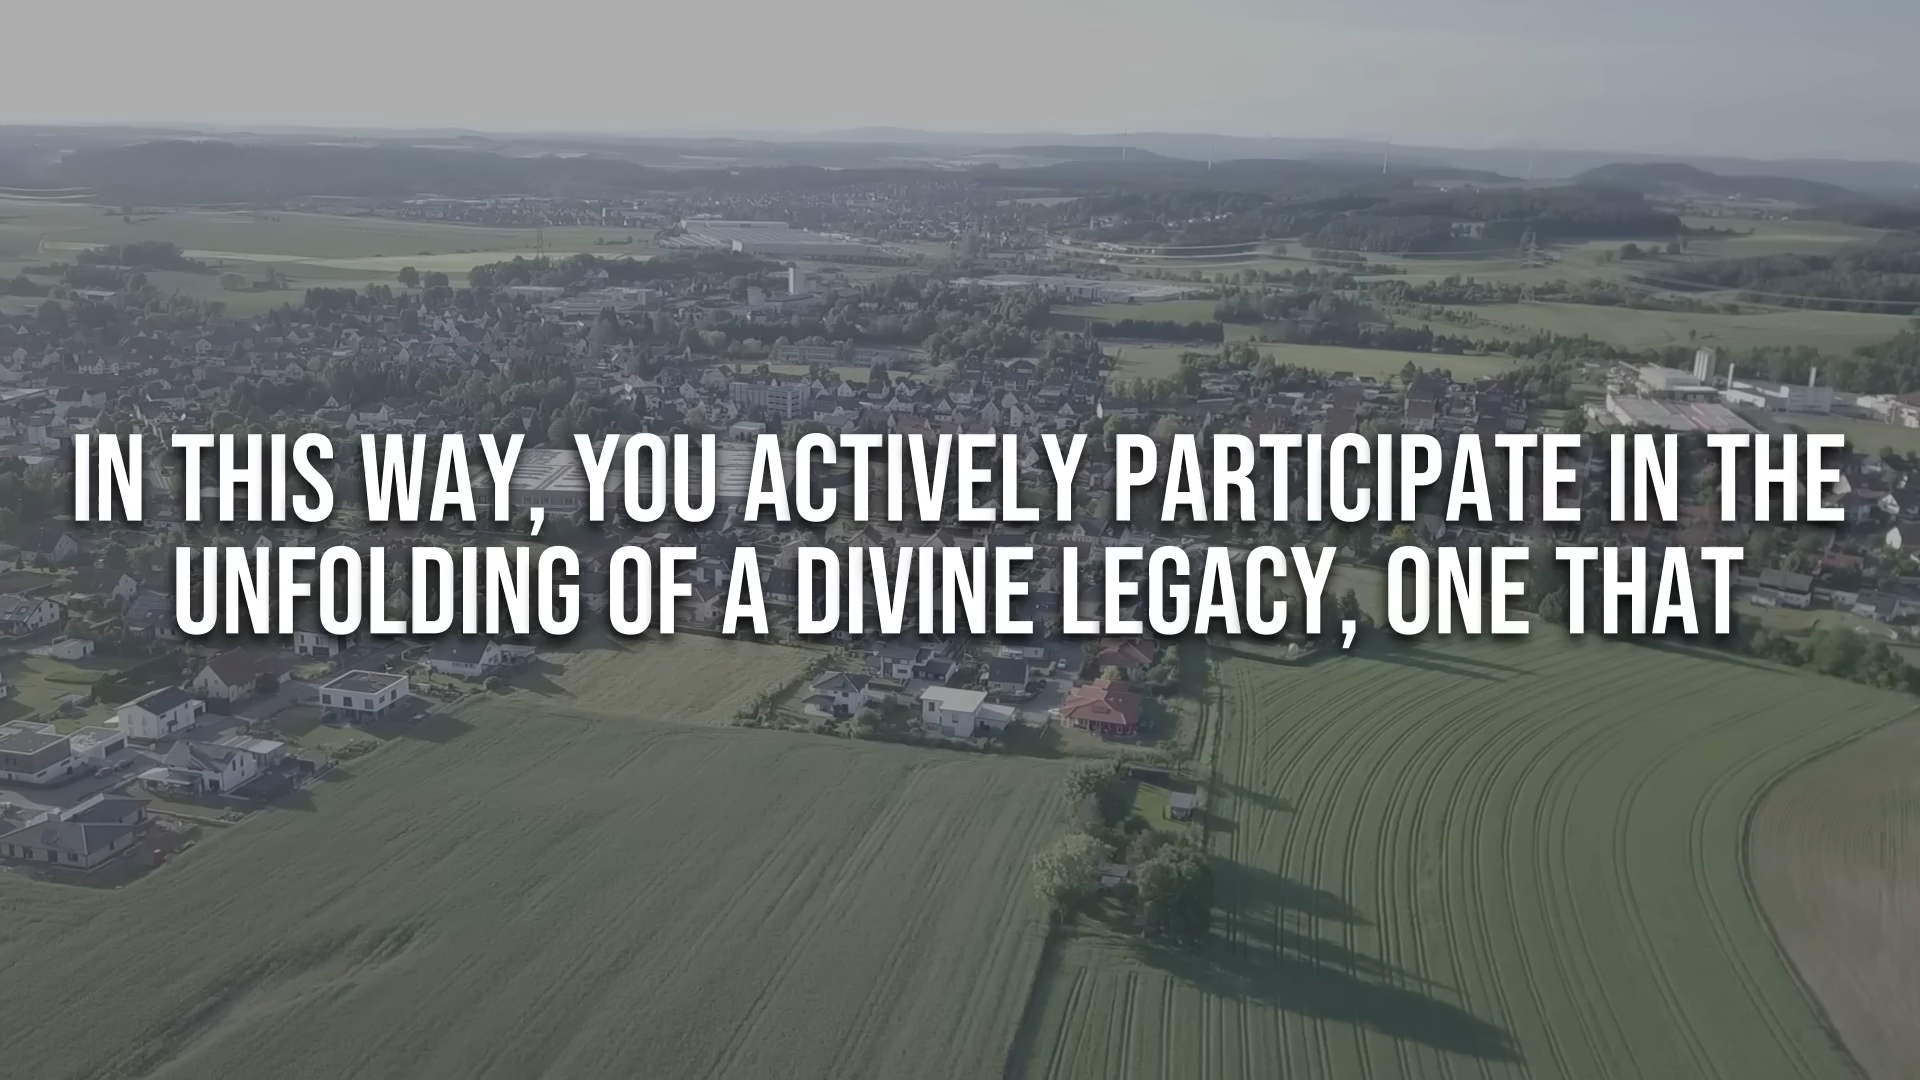 IN THIS WAY, YOU ACTIVELY PARTICIPATE IN THE
UNFOLDING OF A DIVINE LEGACY, ONE THAT